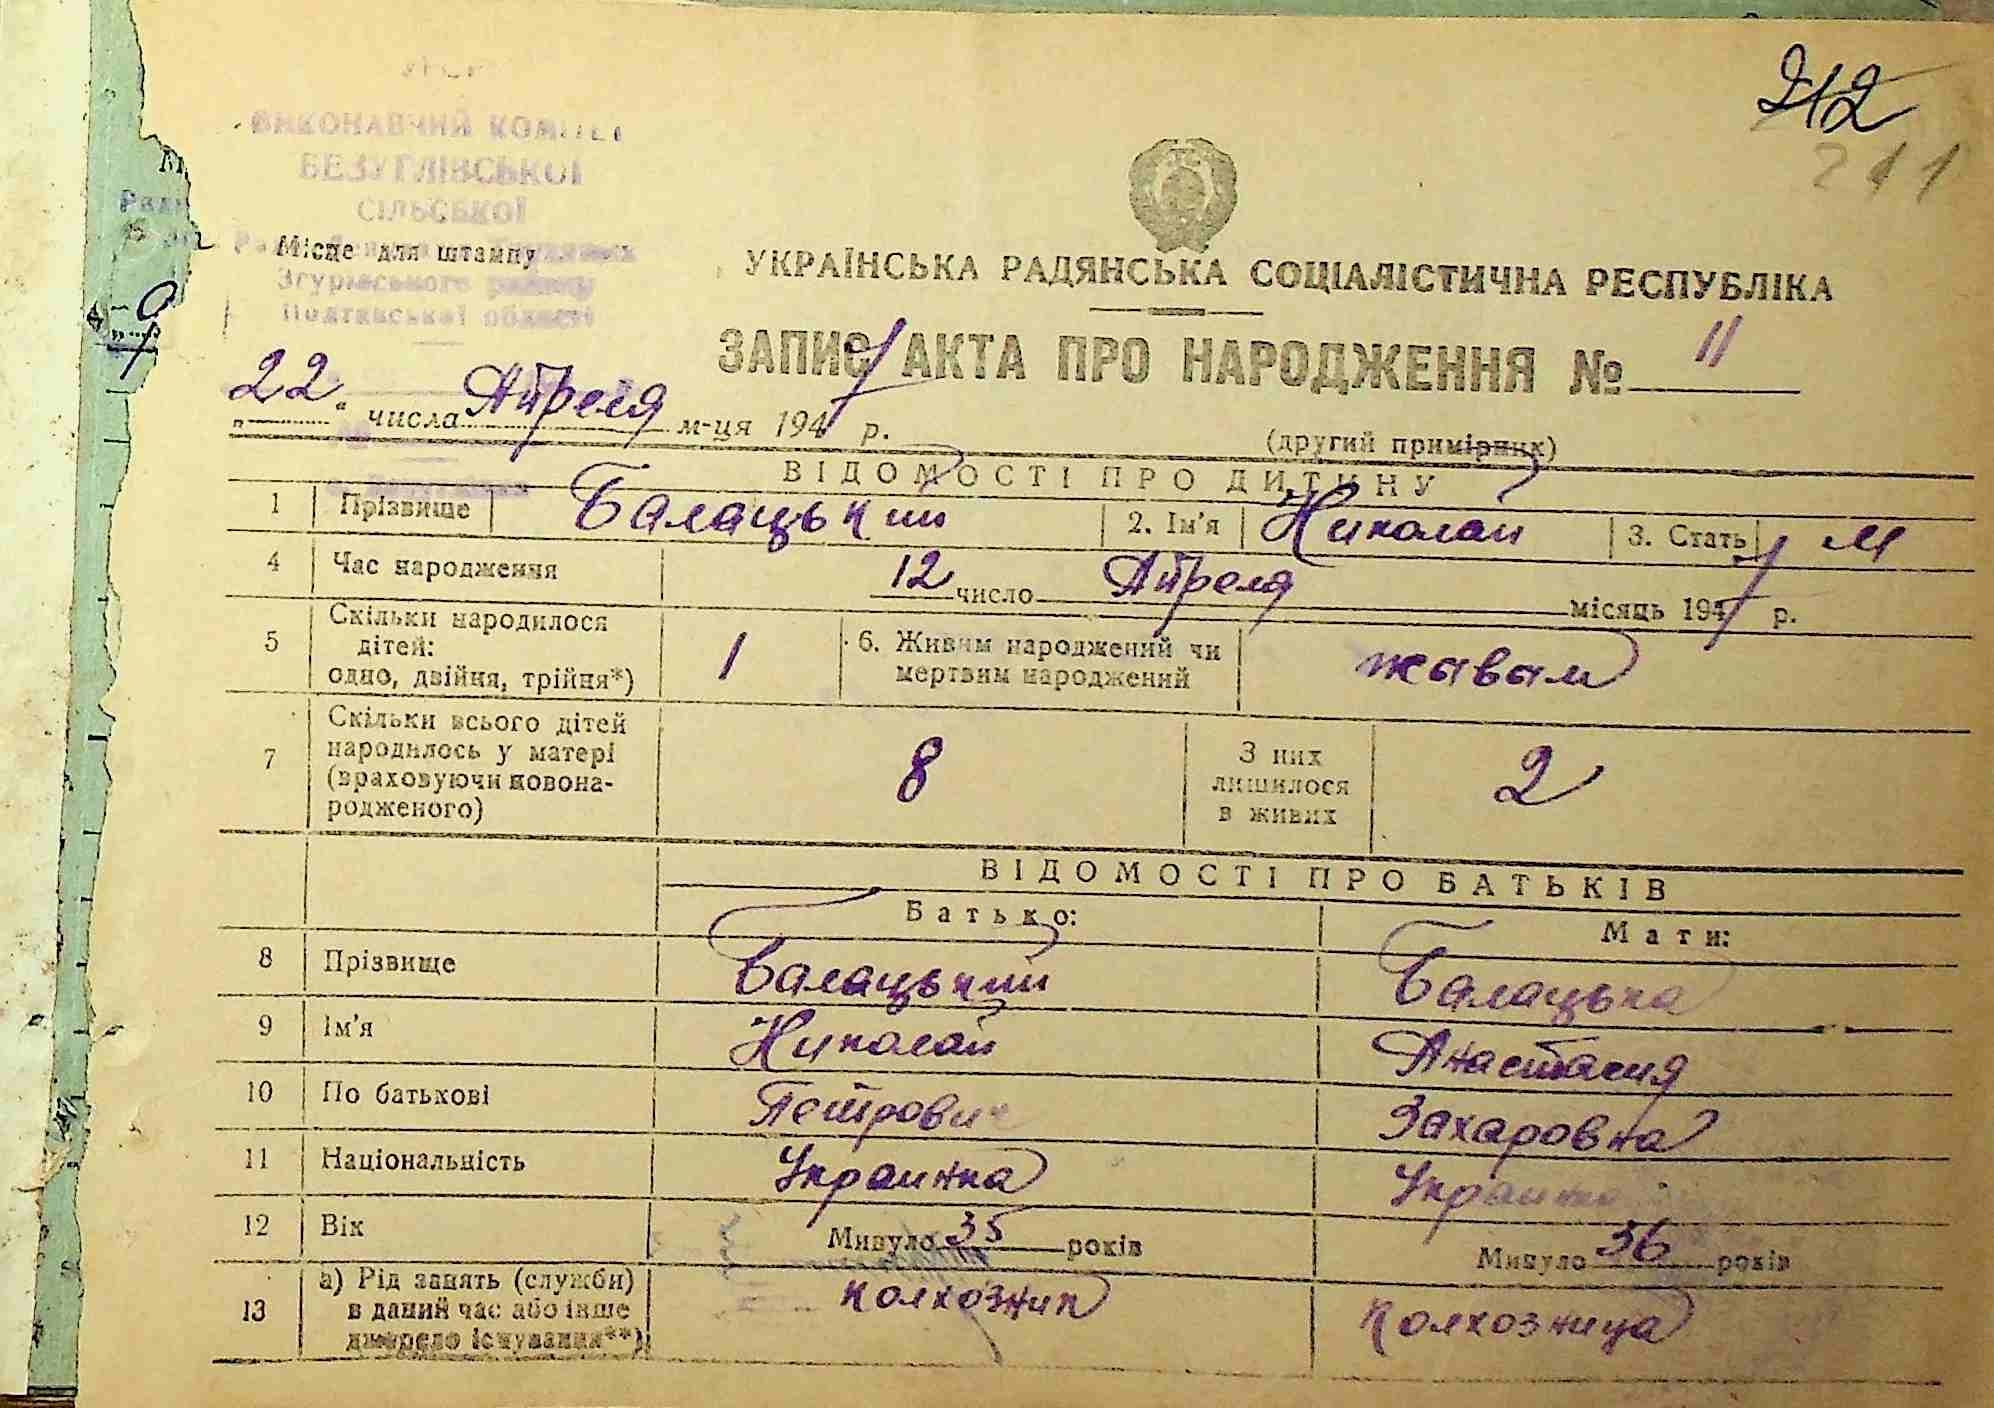 212
211
ВИКОНАВЧИЙ КОМІТЕТ
БЕЗУГЛІВСЬКОЇ
СІЛЬСЬКОЇ
Місце для штампу
Згурівського району
Полтавської області
УКРАЇНСЬКА РАДЯНСЬКА СОЦІАЛІСТИЧНА РЕСПУБЛІКА
ЗАПИС АКТА ПРО НАРОДЖЕННЯ № 11
„22“ числа Апреля м-ця 1947 р.
(другий примірник)
ВІДОМОСТІ ПРО ДИТИНУ
1 Прізвище Балацький 2. Ім'я Николай 3. Стать М
4 Час народження 12 число Апреля місяць 1947 р.
5 Скільки народилося
дітей:
одно, двійня, трійня*) 1 6. Живим народжений чи
мертвим народжений жывым
7 Скільки всього дітей
народилось у матері
(враховуючи новона-
родженого) 8 З них
лишилося
в живих 2
ВІДОМОСТІ ПРО БАТЬКІВ
Батько: Мати:
8 Прізвище Балацький Балацька
9 Ім'я Николай Анастасия
10 По батькові Петрович Захаровна
11 Національність Украинка Украинка
12 Вік Минуло 35 років Минуло 36 років
13 а) Рід занять (служби)
в даний час або інше
джерело існування**) колхозник колхозница